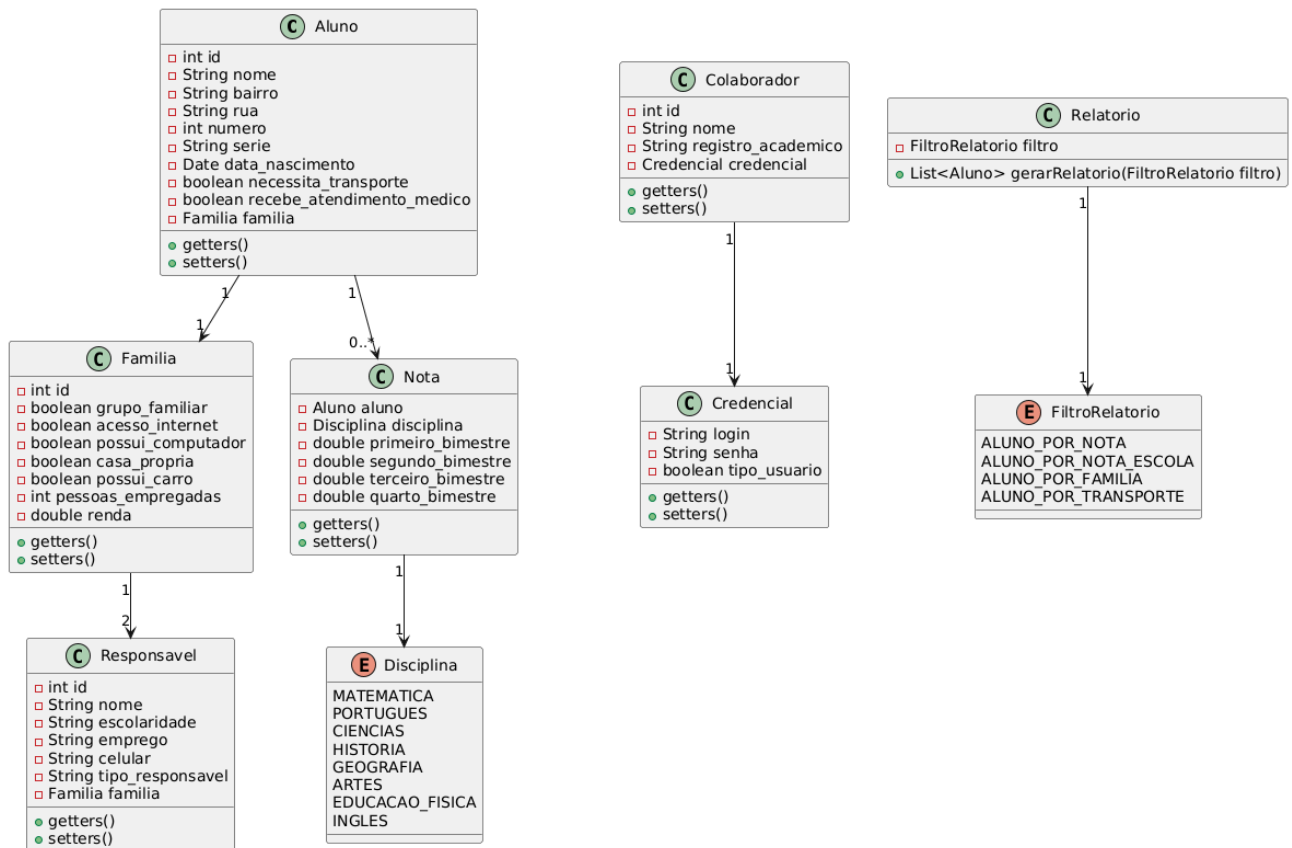 C Aluno
int id
String nome
String bairro
String rua
int numero
String serie
Date data_nascimento
boolean necessita_transporte
boolean recebe_atendimento_medico
Familia familia
getters()
setters()
C Colaborador
int id
String nome
String registro_academico
Credencial credencial
getters()
setters()
C Relatorio
FiltroRelatorio filtro
List<Aluno> gerarRelatorio(FiltroRelatorio filtro)
1
1
1
0..*
1
1
1
1
C Familia
int id
boolean grupo_familiar
boolean acesso_internet
boolean possui_computador
boolean casa_propria
boolean possui_carro
int pessoas_empregadas
double renda
getters()
setters()
C Nota
Aluno aluno
Disciplina disciplina
double primeiro_bimestre
double segundo_bimestre
double terceiro_bimestre
double quarto_bimestre
getters()
setters()
C Credencial
String login
String senha
boolean tipo_usuario
getters()
setters()
E FiltroRelatorio
ALUNO_POR_NOTA
ALUNO_POR_NOTA_ESCOLA
ALUNO_POR_FAMILIA
ALUNO_POR_TRANSPORTE
1
2
1
1
C Responsavel
int id
String nome
String escolaridade
String emprego
String celular
String tipo_responsavel
Familia familia
getters()
setters()
E Disciplina
MATEMATICA
PORTUGUES
CIENCIAS
HISTORIA
GEOGRAFIA
ARTES
EDUCACAO_FISICA
INGLES